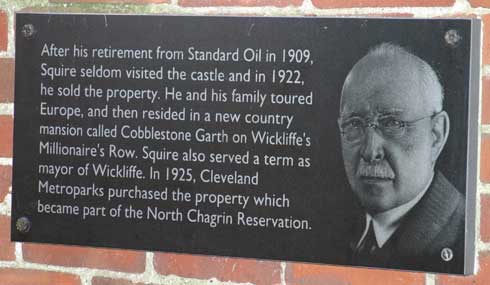 After his retirement from Standard Oil in 1909,
Squire seldom visited the castle and in 1922,
he sold the property. He and his family toured
Europe, and then resided in a new country
mansion called Cobblestone Garth on Wickliffe's
Millionaire's Row. Squire also served a term as
mayor of Wickliffe. In 1925, Cleveland
Metroparks purchased the property which
became part of the North Chagrin Reservation.